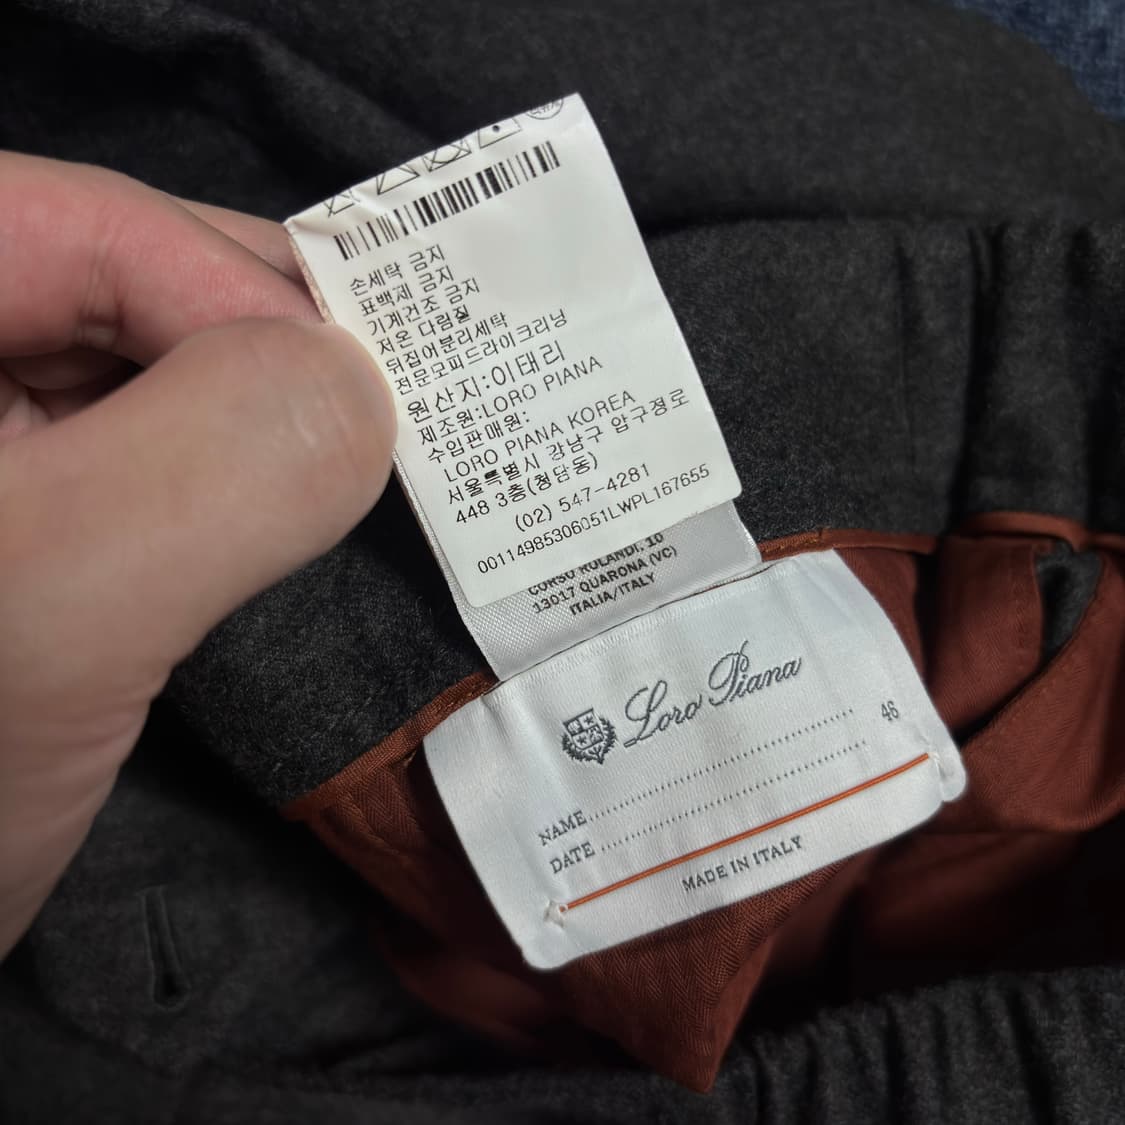 손세탁 금지
표백제 금지
기계건조 금지
저온 다림질
뒤집어분리세탁
전문모피드라이크리닝
원산지:이태리
제조원:LORO PIANA
수입판매원:
LORO PIANA KOREA
서울특별시 강남구 압구정로
448 3층(청담동)
(02) 547-4281
00114985306051LWPL167655
CORSO ROLANDI, 10
13017 QUARONA (VC)
ITALIA/ITALY
Loro Piana
46
NAME
DATE
MADE IN ITALY